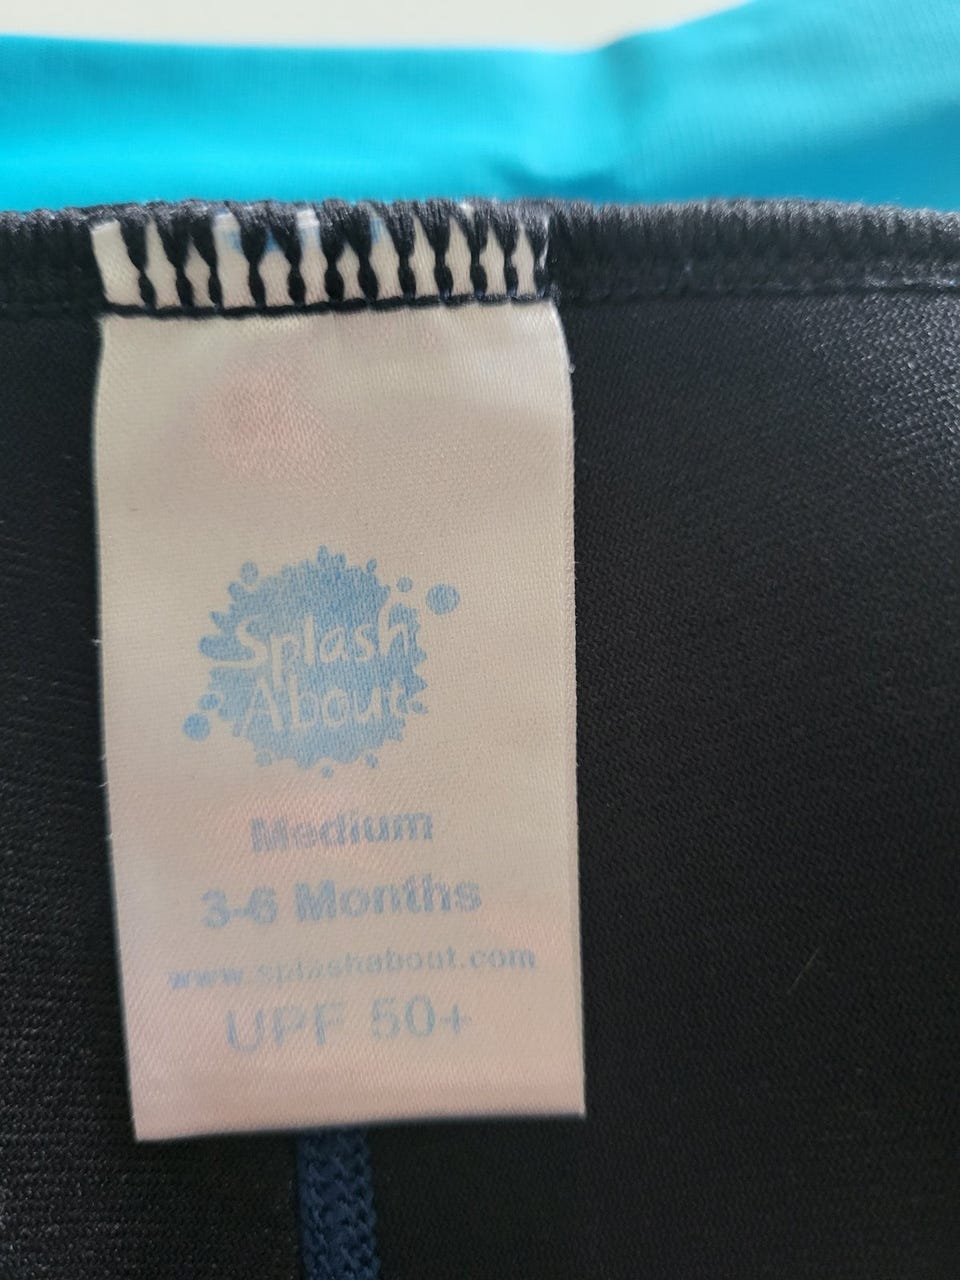 Splash
About
Medium
3-6 Months
www.splashabout.com
UPF 50+